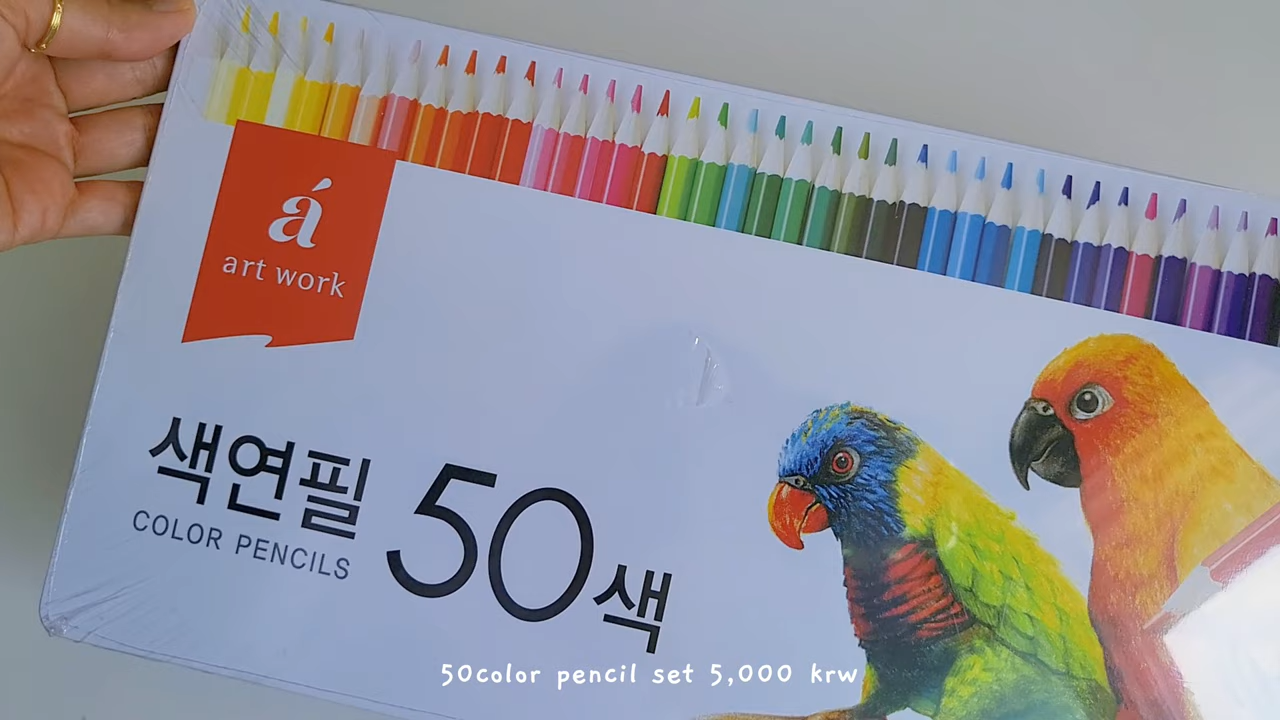 á
art work
색연필 50색
COLOR PENCILS
50color pencil set 5,000 krw